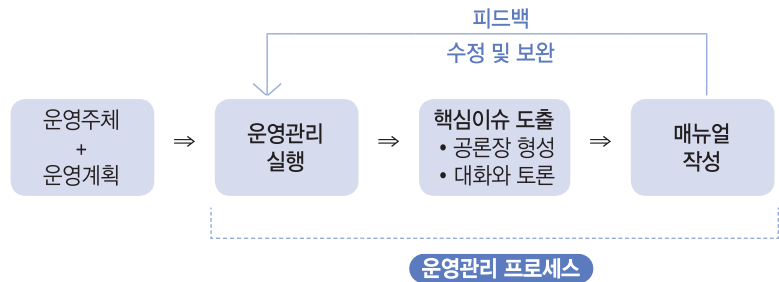 피드백
수정 및 보완
운영주체
+
운영계획
⇒
운영관리
실행
⇒
핵심이슈 도출
• 공론장 형성
• 대화와 토론
⇒
매뉴얼
작성
운영관리 프로세스